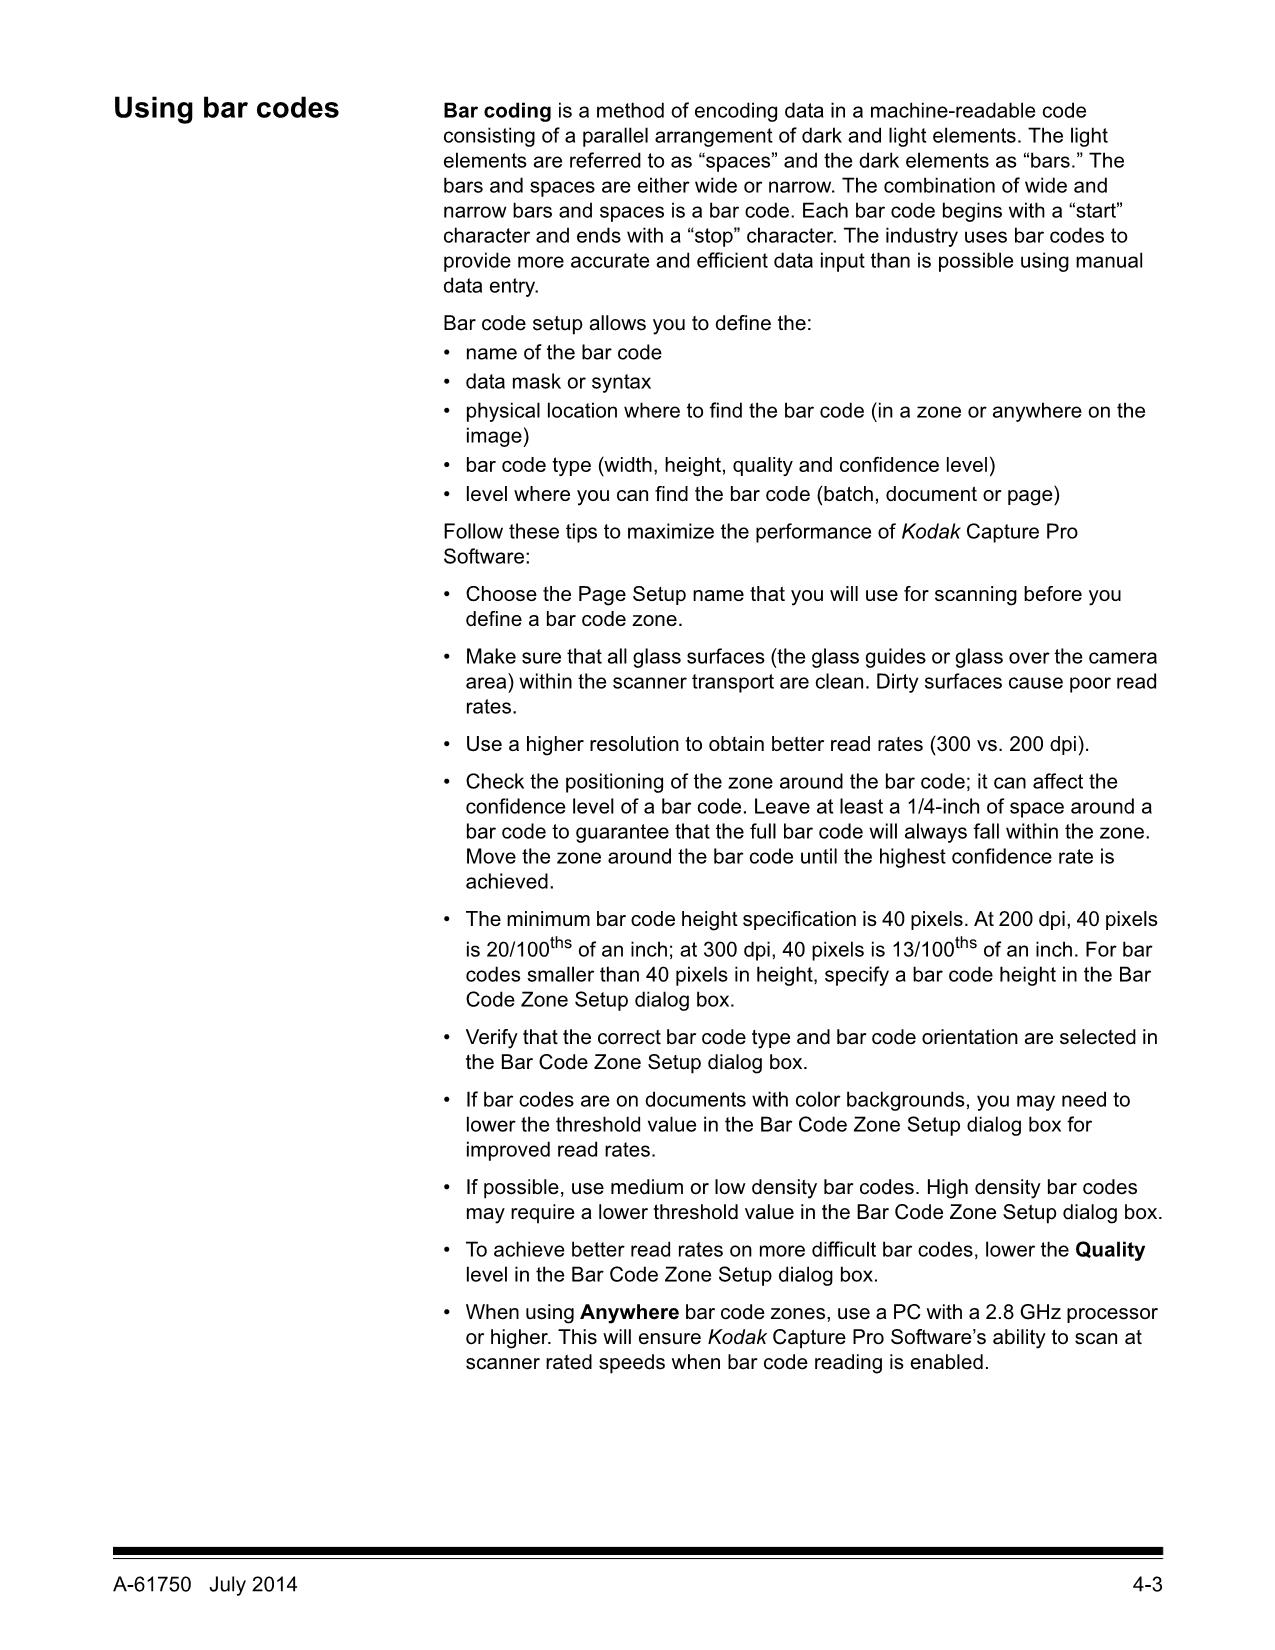 Using bar codes
Bar coding is a method of encoding data in a machine-readable code
consisting of a parallel arrangement of dark and light elements. The light
elements are referred to as “spaces” and the dark elements as “bars.” The
bars and spaces are either wide or narrow. The combination of wide and
narrow bars and spaces is a bar code. Each bar code begins with a “start”
character and ends with a “stop” character. The industry uses bar codes to
provide more accurate and efficient data input than is possible using manual
data entry.
Bar code setup allows you to define the:
• name of the bar code
• data mask or syntax
• physical location where to find the bar code (in a zone or anywhere on the
image)
• bar code type (width, height, quality and confidence level)
• level where you can find the bar code (batch, document or page)
Follow these tips to maximize the performance of Kodak Capture Pro
Software:
• Choose the Page Setup name that you will use for scanning before you
define a bar code zone.
• Make sure that all glass surfaces (the glass guides or glass over the camera
area) within the scanner transport are clean. Dirty surfaces cause poor read
rates.
• Use a higher resolution to obtain better read rates (300 vs. 200 dpi).
• Check the positioning of the zone around the bar code; it can affect the
confidence level of a bar code. Leave at least a 1/4-inch of space around a
bar code to guarantee that the full bar code will always fall within the zone.
Move the zone around the bar code until the highest confidence rate is
achieved.
• The minimum bar code height specification is 40 pixels. At 200 dpi, 40 pixels
is 20/100ths of an inch; at 300 dpi, 40 pixels is 13/100ths of an inch. For bar
codes smaller than 40 pixels in height, specify a bar code height in the Bar
Code Zone Setup dialog box.
• Verify that the correct bar code type and bar code orientation are selected in
the Bar Code Zone Setup dialog box.
• If bar codes are on documents with color backgrounds, you may need to
lower the threshold value in the Bar Code Zone Setup dialog box for
improved read rates.
• If possible, use medium or low density bar codes. High density bar codes
may require a lower threshold value in the Bar Code Zone Setup dialog box.
• To achieve better read rates on more difficult bar codes, lower the Quality
level in the Bar Code Zone Setup dialog box.
• When using Anywhere bar code zones, use a PC with a 2.8 GHz processor
or higher. This will ensure Kodak Capture Pro Software’s ability to scan at
scanner rated speeds when bar code reading is enabled.
A-61750 July 2014 4-3